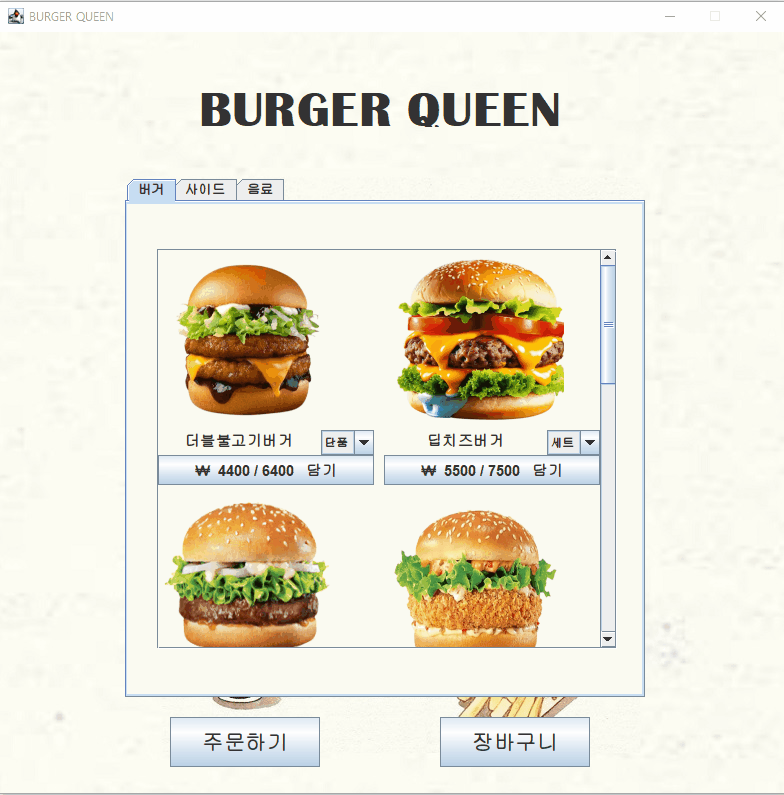 BURGER QUEEN
BURGER QUEEN
버거 사이드 음료
더블불고기버거 단품 딥치즈버거 세트
₩ 4400 / 6400 담기 ₩ 5500 / 7500 담기
주문하기 장바구니